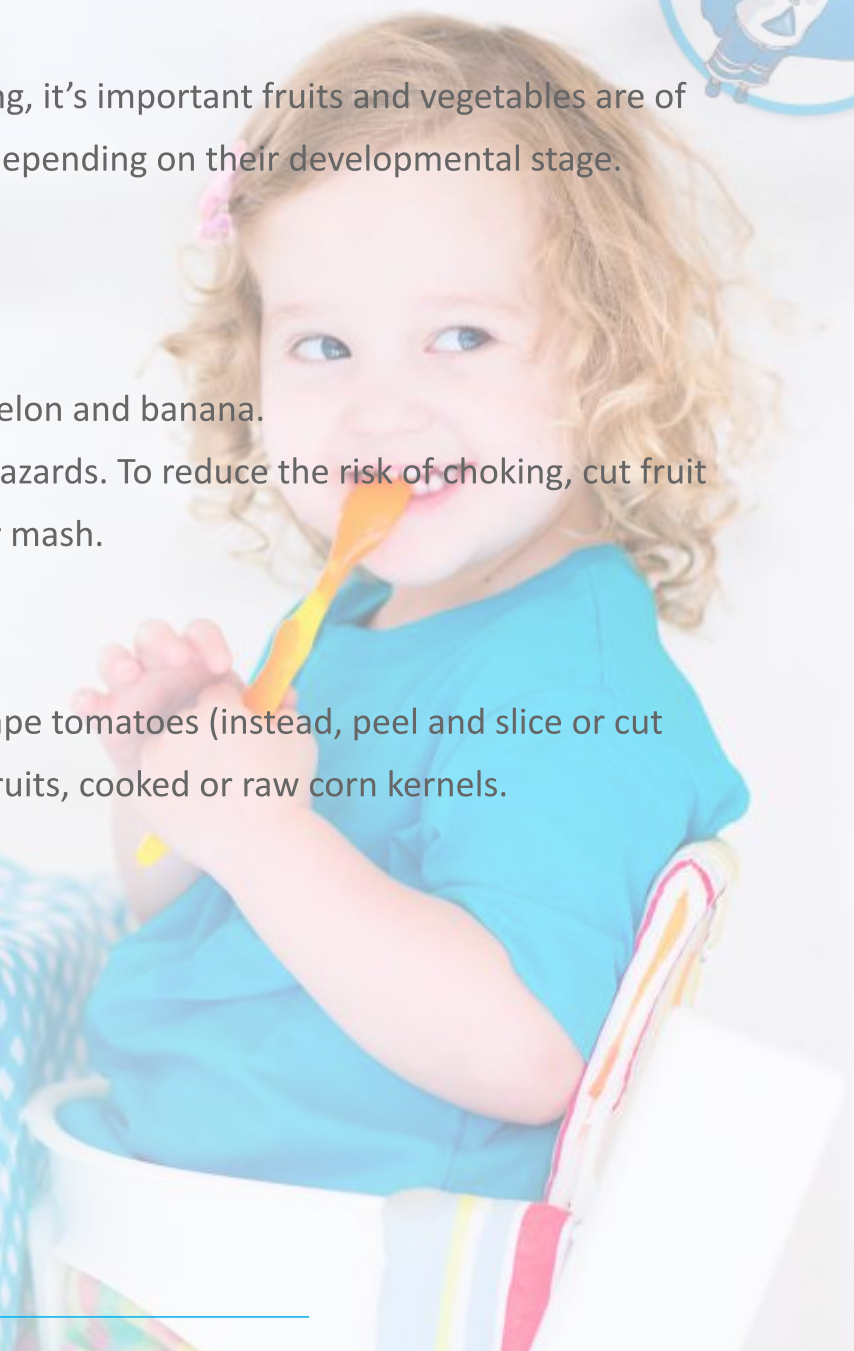 ng, it’s important fruits and vegetables are of
epending on their developmental stage.
elon and banana.
azards. To reduce the risk of choking, cut fruit
r mash.
ape tomatoes (instead, peel and slice or cut
ruits, cooked or raw corn kernels.